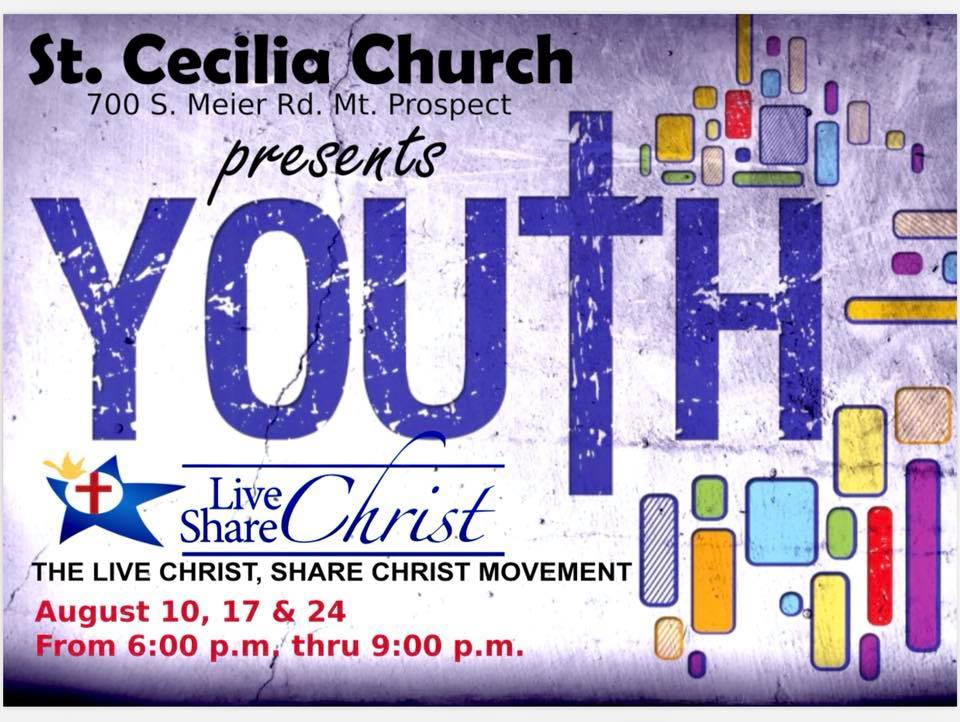 St. Cecilia Church
700 S. Meier Rd. Mt. Prospect
presents
YOUTH
Live
Share Christ
THE LIVE CHRIST, SHARE CHRIST MOVEMENT
August 10, 17 & 24
From 6:00 p.m. thru 9:00 p.m.